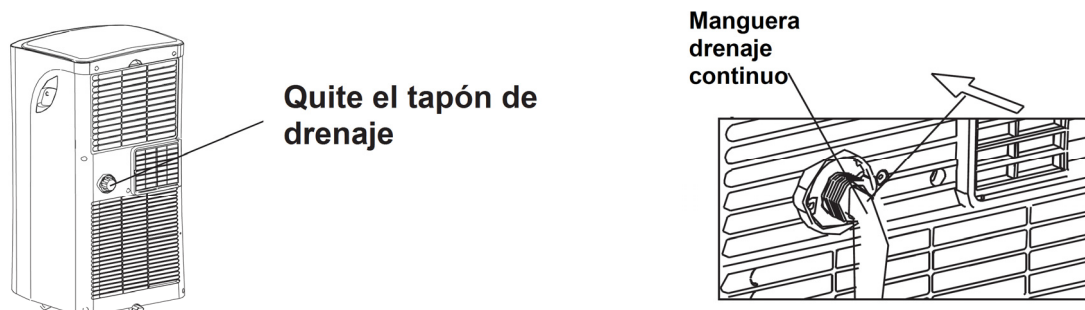 Quite el tapón de
drenaje
Manguera
drenaje
continuo